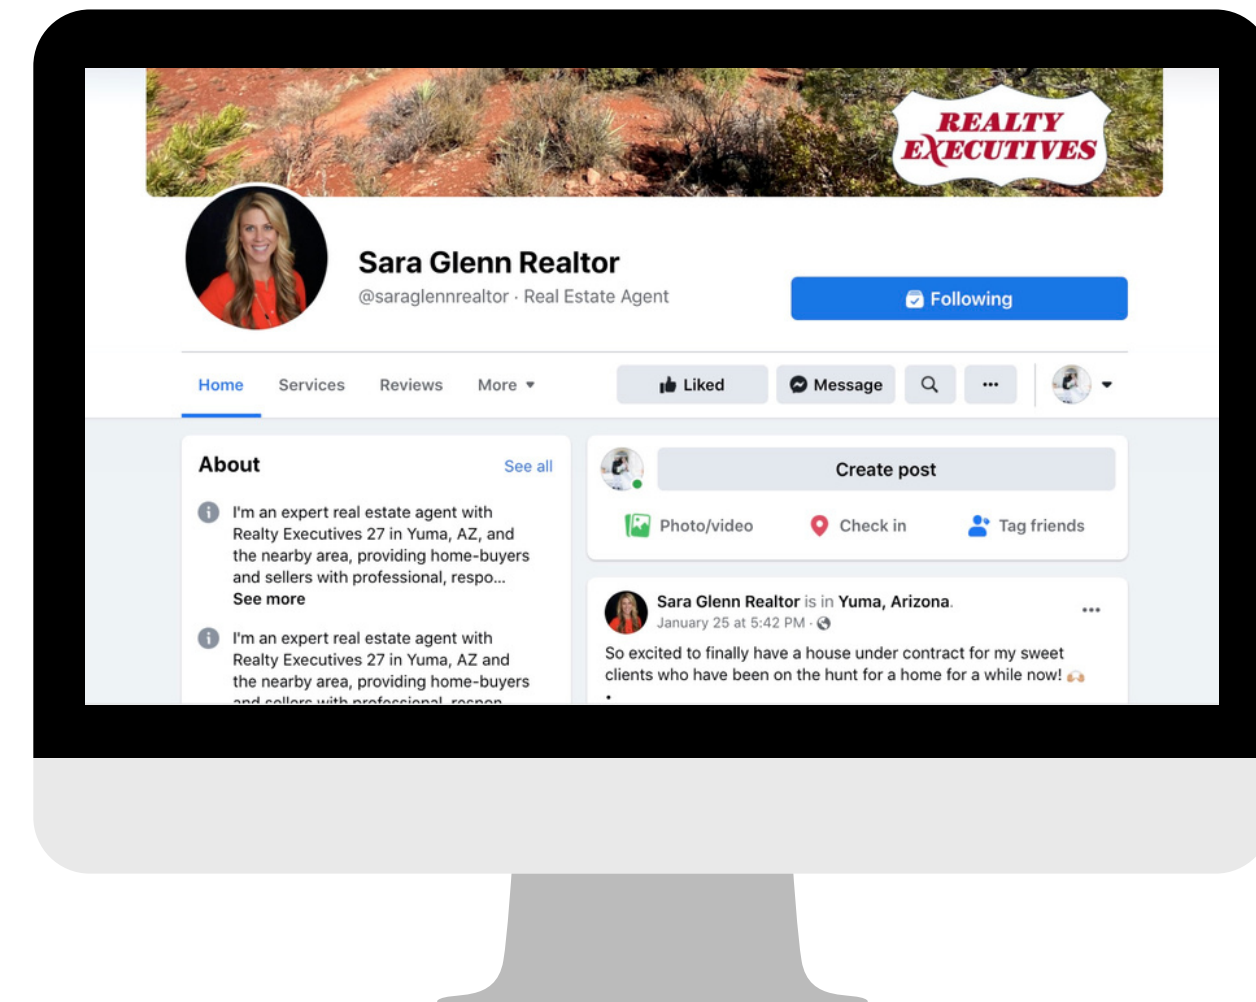 REALTY
EXECUTIVES
Sara Glenn Realtor
@saraglennrealtor · Real Estate Agent
Following
Home
Services
Reviews
More
Liked
Message
About
See all
I'm an expert real estate agent with
Realty Executives 27 in Yuma, AZ, and
the nearby area, providing home-buyers
and sellers with professional, respo...
See more
I'm an expert real estate agent with
Realty Executives 27 in Yuma, AZ and
the nearby area, providing home-buyers
and sellers with professional, respon
Create post
Photo/video
Check in
Tag friends
Sara Glenn Realtor is in Yuma, Arizona.
January 25 at 5:42 PM ·
So excited to finally have a house under contract for my sweet
clients who have been on the hunt for a home for a while now! 🙌🏼
.